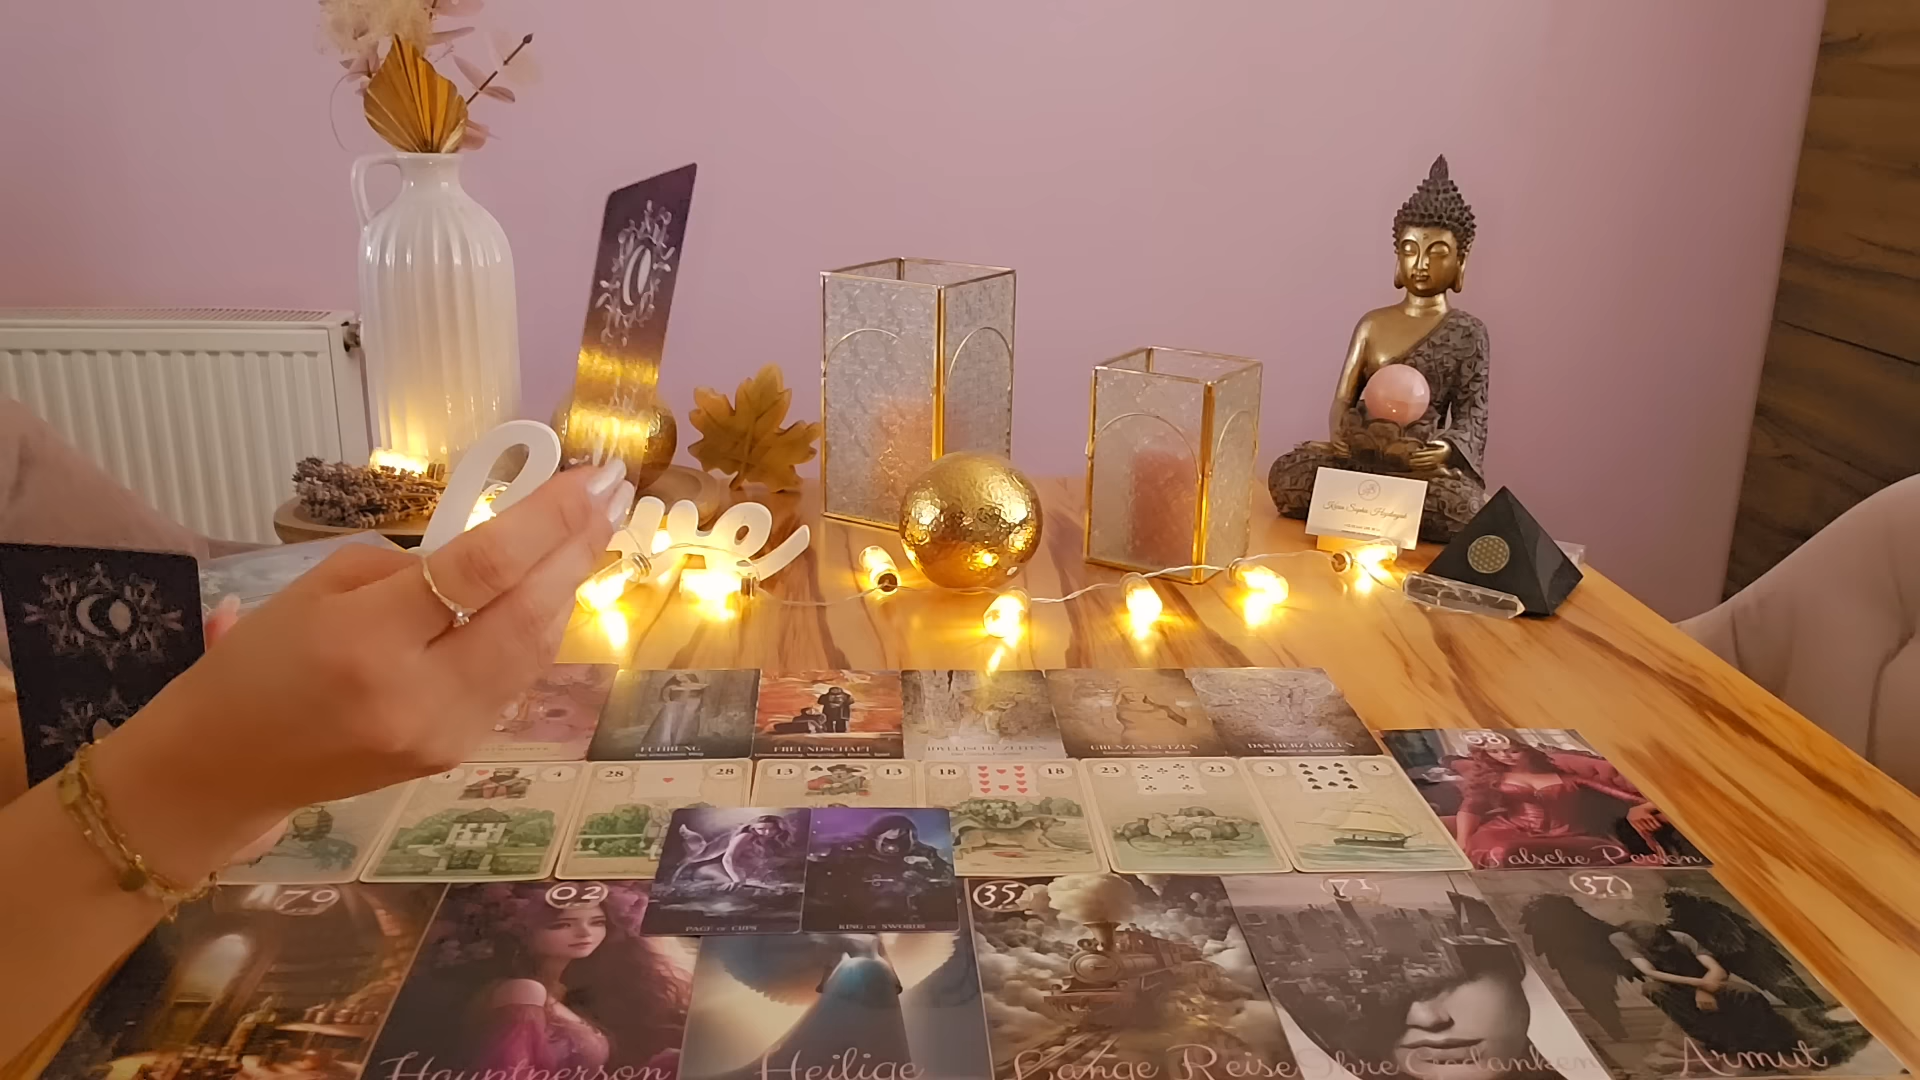 Love
FÜHRUNG
FREUNDSCHAFT
IDYLLISCHE ZEITEN
GRENZEN SETZEN
DAS HERZ HEILEN
4 4
28 28
13 13
18 18
23 23
3 3
68
Falsche Person
PAGE OF CUPS
KING OF SWORDS
70
02
Hauptperson
Heilige
35
Lange Reise
71
Ihre Gedanken
37
Armut